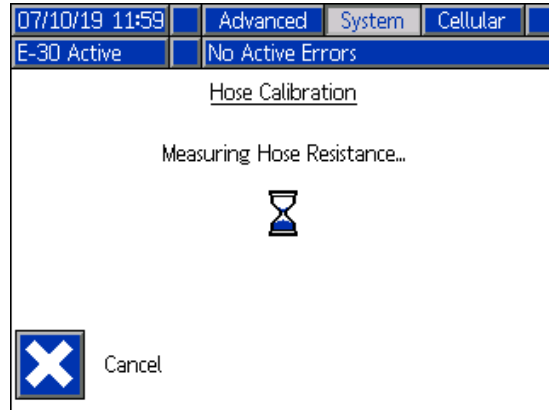 07/10/19 11:59 Advanced System Cellular
E-30 Active No Active Errors
Hose Calibration
Measuring Hose Resistance...
Cancel